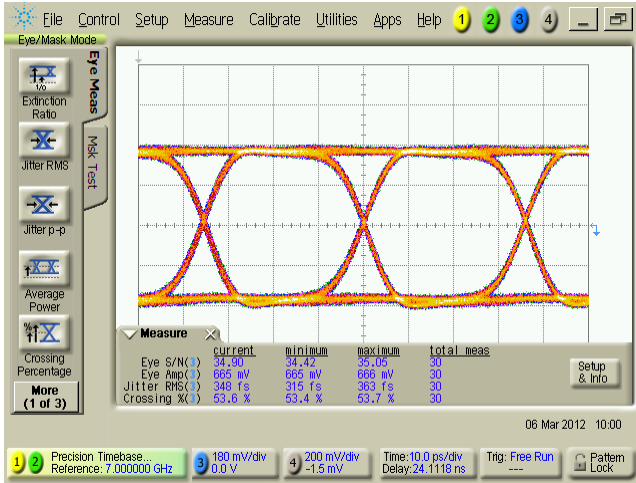 File Control Setup Measure Calibrate Utilities Apps Help 1 2 3 4
Eye/Mask Mode
Eye Meas
Msk Test
1/0
Extinction
Ratio
Jitter RMS
Jitter p-p
Average
Power
%
Crossing
Percentage
More
(1 of 3)
Measure
current minimum maximum total meas
Eye S/N(3) 34.90 34.42 35.05 30
Eye Amp(3) 665 mV 665 mV 666 mV 30
Jitter RMS(3) 348 fs 315 fs 363 fs 30
Crossing %(3) 53.6 % 53.4 % 53.7 % 30
Setup
& Info
06 Mar 2012 10:00
1 2 Precision Timebase...
Reference: 7.000000 GHz
3 180 mV/div
0.0 V
4 200 mV/div
-1.5 mV
Time:10.0 ps/div
Delay:24.1118 ns
Trig: Free Run
---
Pattern
Lock